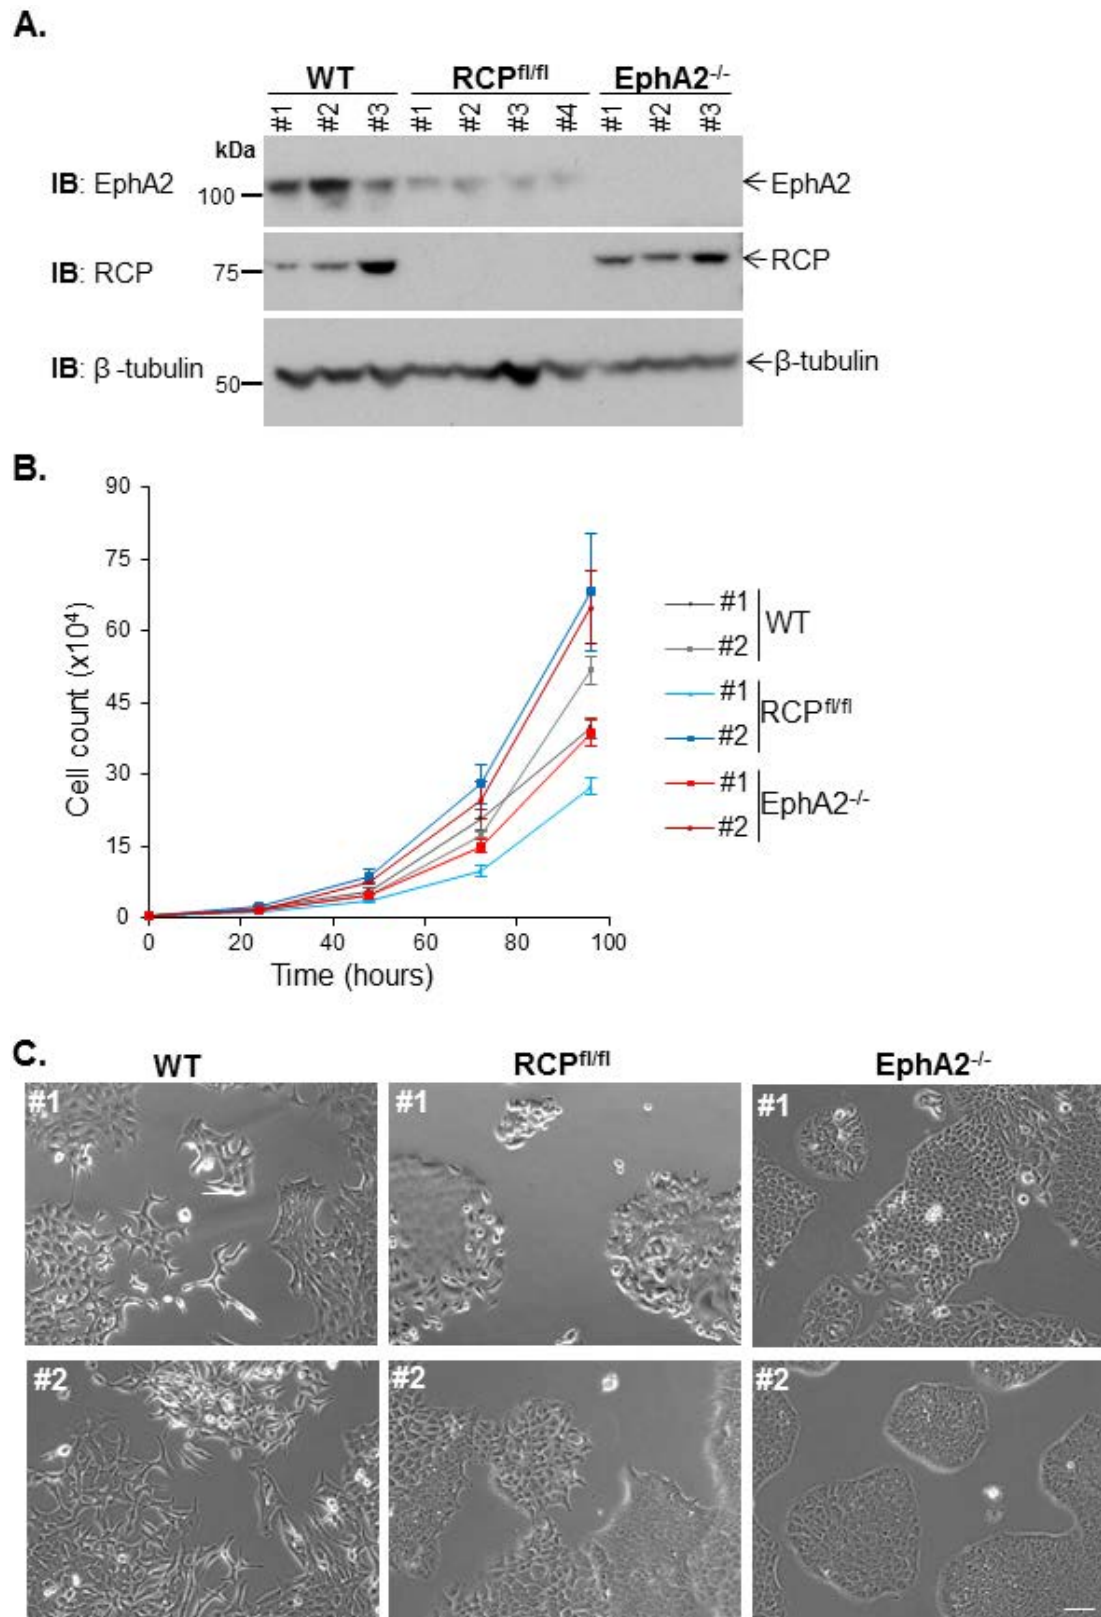 A.
WT RCPfl/fl EphA2-/-
#1 #2 #3 #1 #2 #3 #4 #1 #2 #3
kDa
IB: EphA2 100 EphA2
IB: RCP 75 RCP
IB: β-tubulin 50 β-tubulin
B.
90
75
60
45
30
15
0
Cell count (x10⁴)
0 20 40 60 80 100
Time (hours)
#1
#2
WT
#1
#2
RCPfl/fl
#1
#2
EphA2-/-
C.
WT RCPfl/fl EphA2-/-
#1 #1 #1
#2 #2 #2